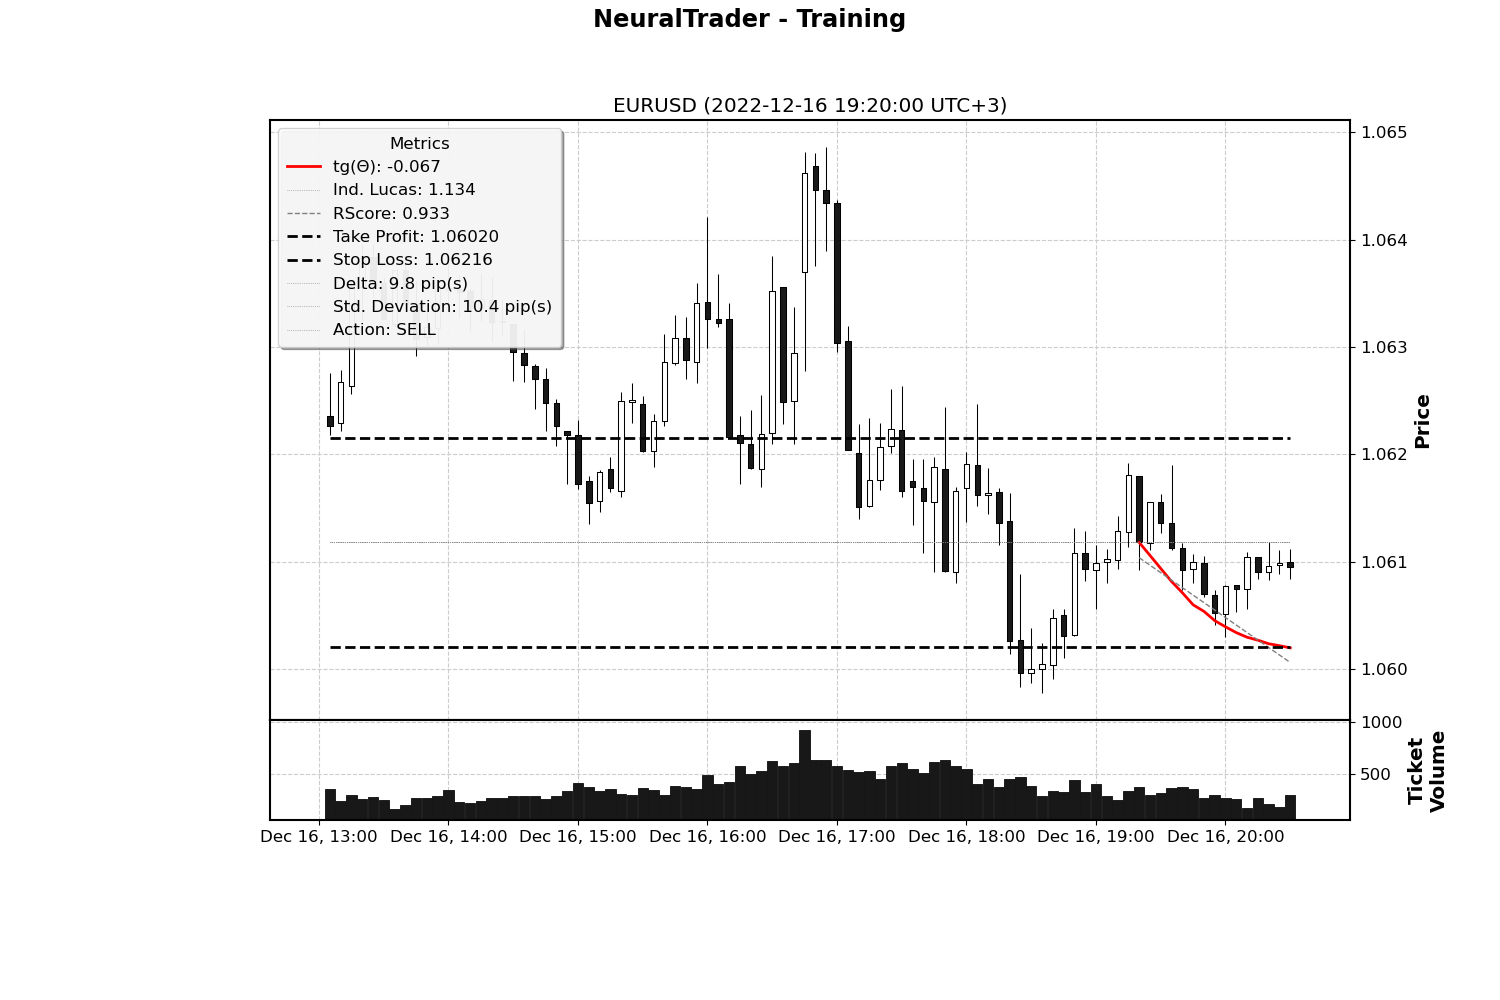 NeuralTrader - Training
EURUSD (2022-12-16 19:20:00 UTC+3)
Metrics
tg(Θ): -0.067
Ind. Lucas: 1.134
RScore: 0.933
Take Profit: 1.06020
Stop Loss: 1.06216
Delta: 9.8 pip(s)
Std. Deviation: 10.4 pip(s)
Action: SELL
1.065
1.064
1.063
1.062
1.061
1.060
Price
1000
500
Ticket
Volume
Dec 16, 13:00 Dec 16, 14:00 Dec 16, 15:00 Dec 16, 16:00 Dec 16, 17:00 Dec 16, 18:00 Dec 16, 19:00 Dec 16, 20:00